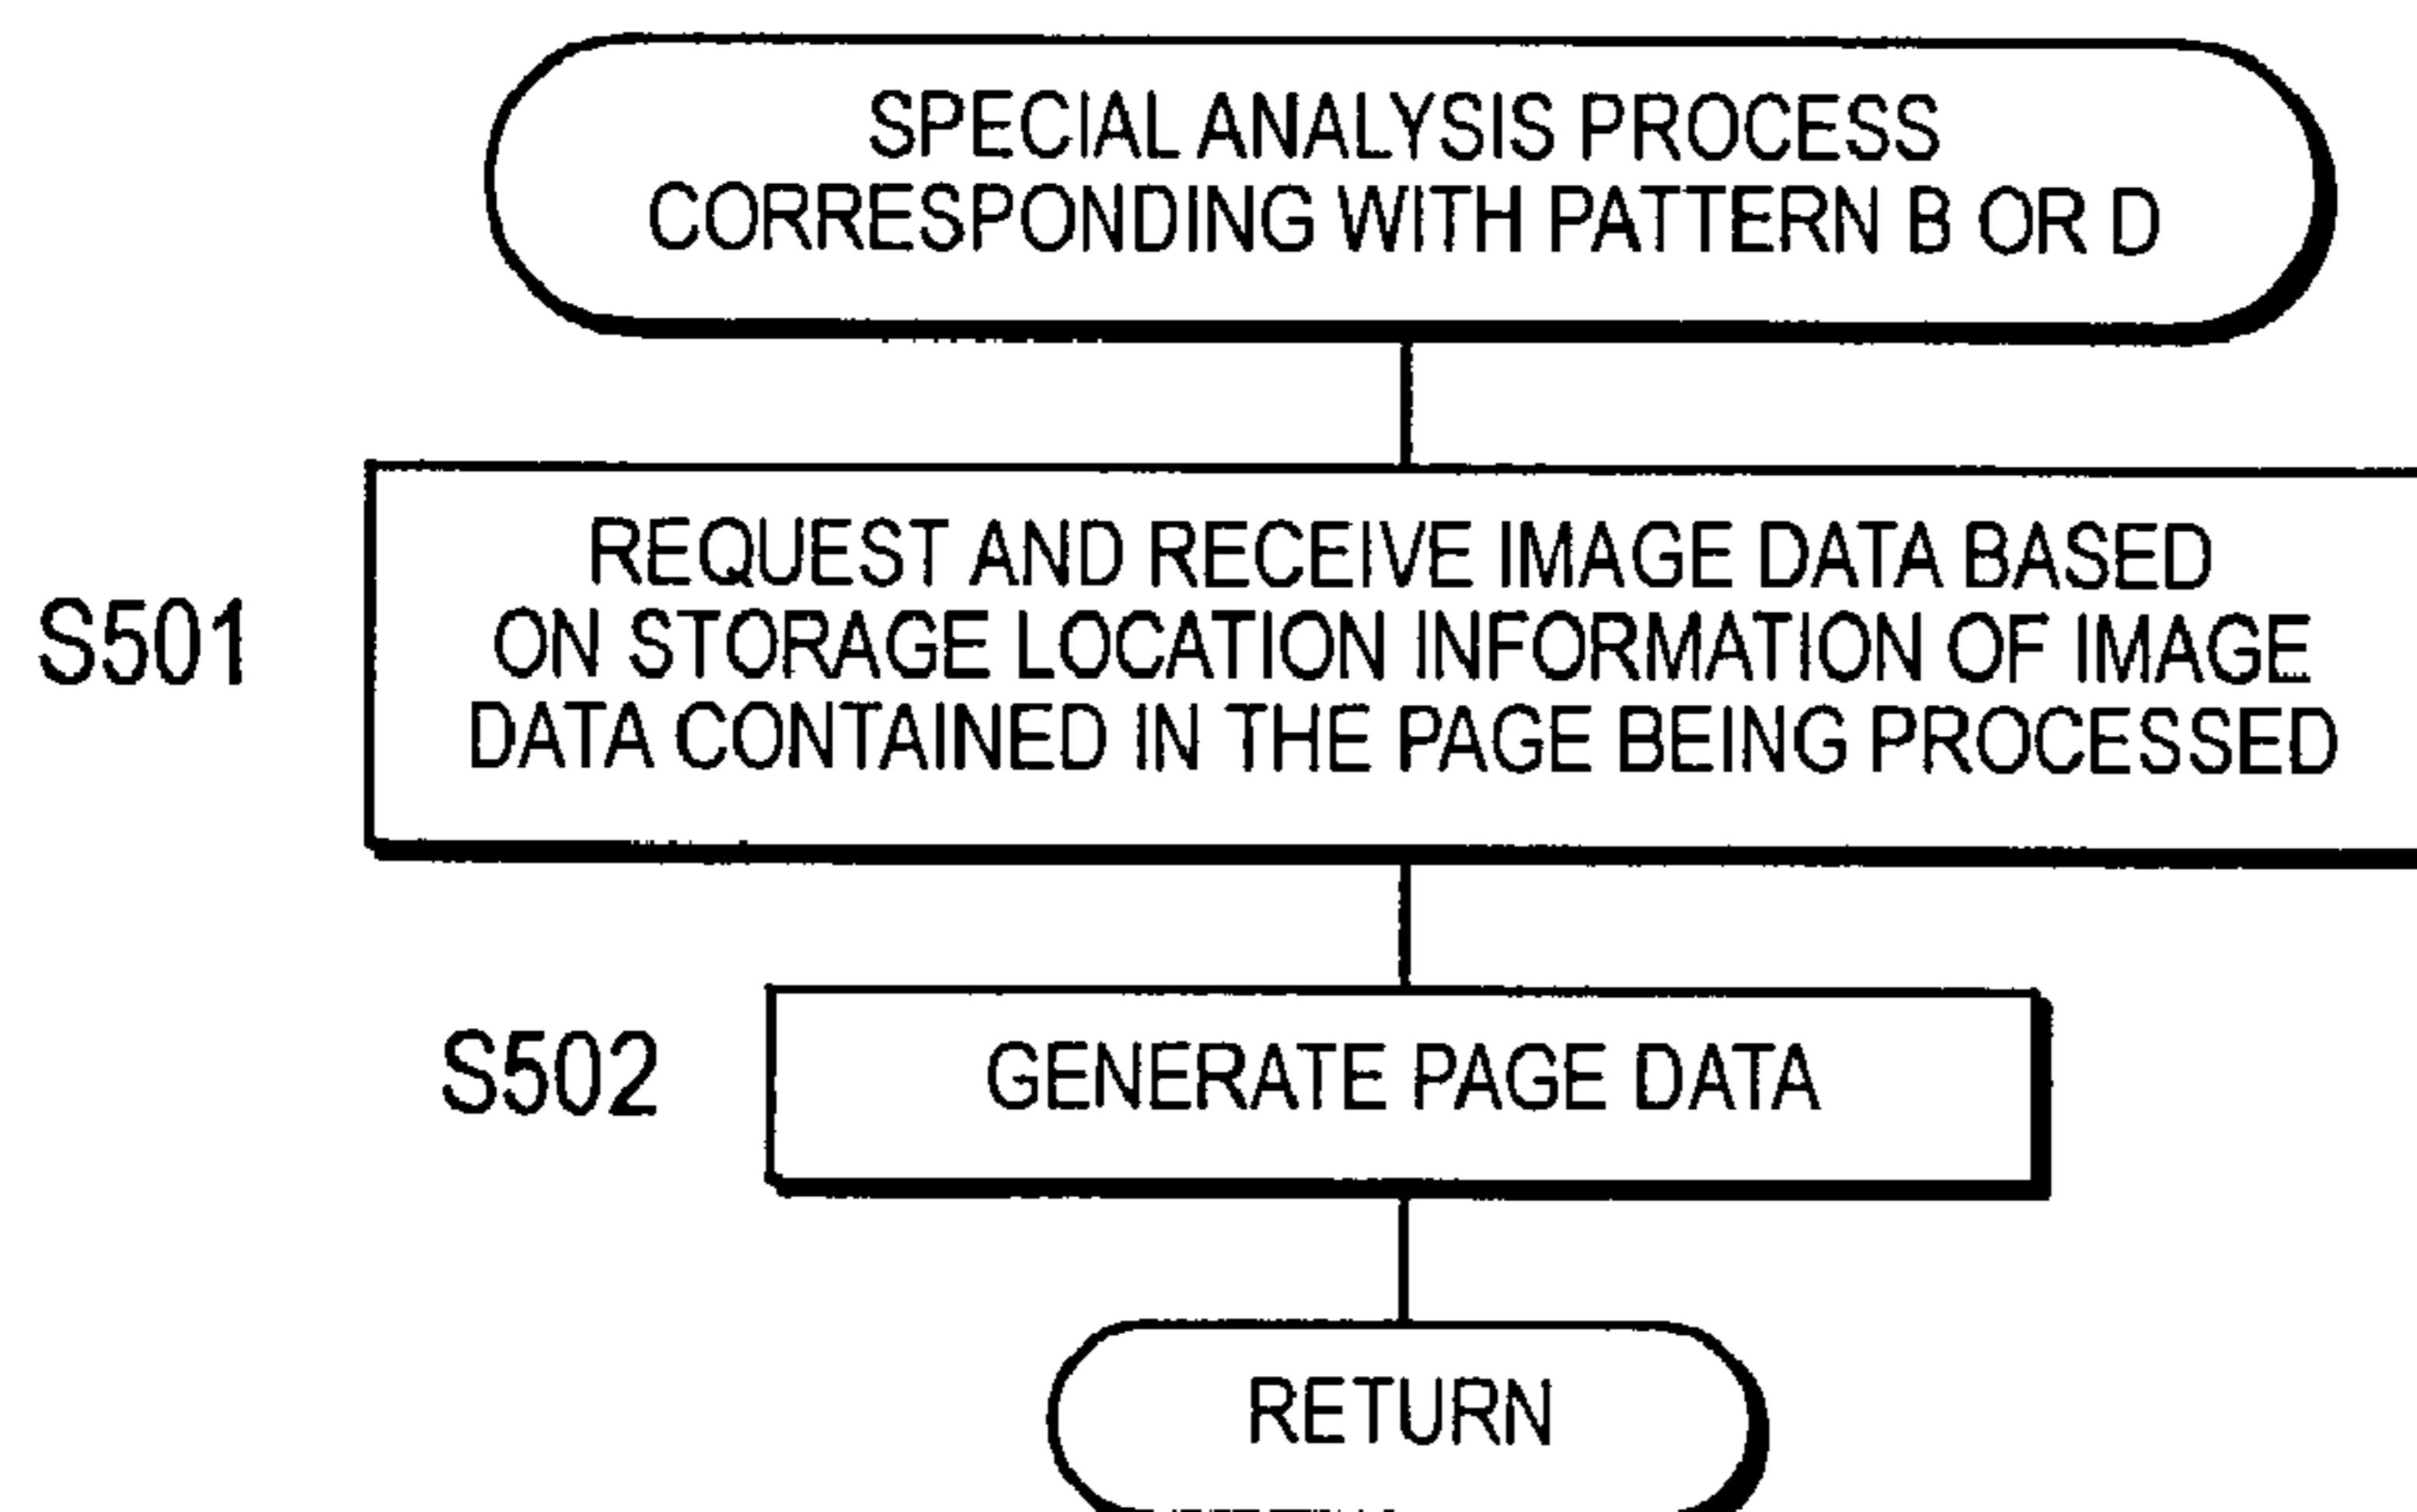 SPECIAL ANALYSIS PROCESS
CORRESPONDING WITH PATTERN B OR D
S501
REQUEST AND RECEIVE IMAGE DATA BASED
ON STORAGE LOCATION INFORMATION OF IMAGE
DATA CONTAINED IN THE PAGE BEING PROCESSED
S502
GENERATE PAGE DATA
RETURN